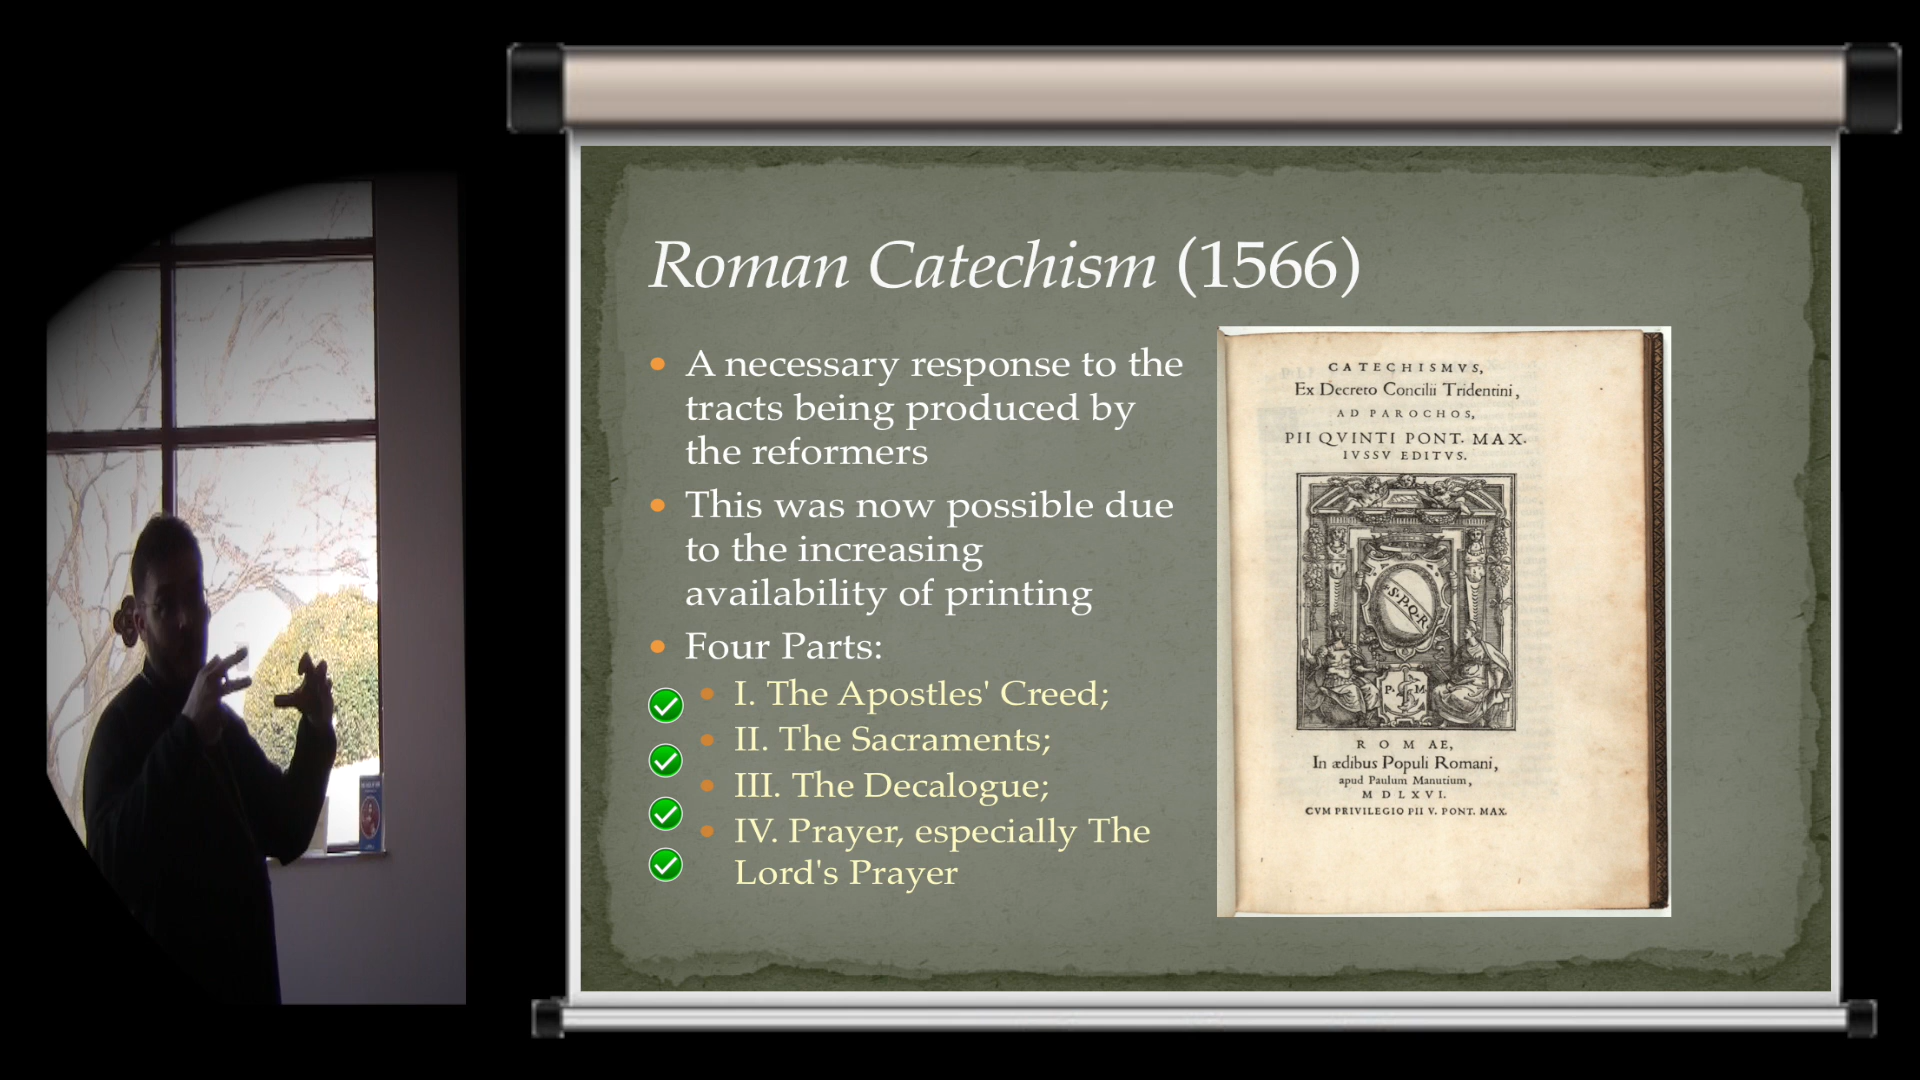 Roman Catechism (1566)
A necessary response to the
tracts being produced by
the reformers
This was now possible due
to the increasing
availability of printing
Four Parts:
I. The Apostles' Creed;
II. The Sacraments;
III. The Decalogue;
IV. Prayer, especially The
Lord's Prayer
CATECHISMVS,
Ex Decreto Concilii Tridentini,
AD PAROCHOS,
PII QVINTI PONT. MAX.
IVSSV EDITVS.
S.P.Q.R.
P. M.
ROMAE,
In ædibus Populi Romani,
apud Paulum Manutium,
MDLXVI.
CVM PRIVILEGIO PII V. PONT. MAX.